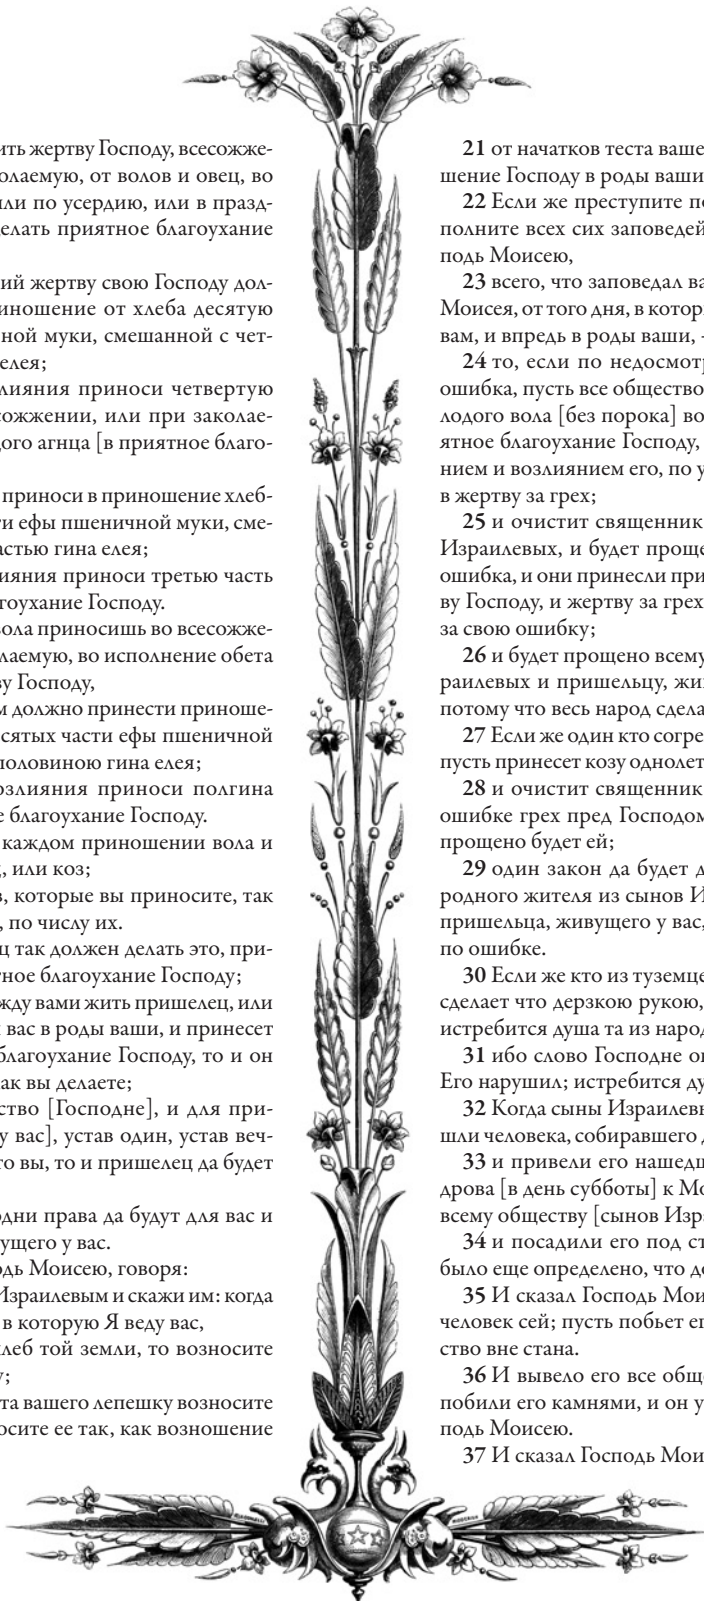 ить жертву Господу, всесожже-
олаемую, от волов и овец, во
или по усердию, или в празд-
делать приятное благоухание
ий жертву свою Господу дол-
риношение от хлеба десятую
ной муки, смешанной с чет-
елея;
лияния приноси четвертую
сожжении, или при заколае-
дого агнца [в приятное благо-
приноси в приношение хлеб-
ти ефы пшеничной муки, сме-
астью гина елея;
лияния приноси третью часть
агоухание Господу.
вола приносишь во всесожже-
лаемую, во исполнение обета
ву Господу,
м должно принести приноше-
сятых части ефы пшеничной
половиною гина елея;
возлияния приноси полгина
е благоухание Господу.
каждом приношении вола и
ц, или коз;
в, которые вы приносите, так
, по числу их.
ец так должен делать это, при-
тное благоухание Господу;
жду вами жить пришелец, или
и вас в роды ваши, и принесет
благоухание Господу, то и он
ак вы делаете;
ство [Господне], и для при-
у вас], устав один, устав веч-
то вы, то и пришелец да будет
одни права да будут для вас и
вущего у вас.
одь Моисею, говоря:
Израилевым и скажи им: когда
в которую Я веду вас,
леб той земли, то возносите
у;
ста вашего лепешку возносите
осите ее так, как возношение
21 от начатков теста ваше
шение Господу в роды ваши
22 Если же преступите по
полните всех сих заповедей
подь Моисею,
23 всего, что заповедал ва
Моисея, от того дня, в котор
вам, и впредь в роды ваши, -
24 то, если по недосмотр
ошибка, пусть все общество
лодого вола [без порока] во
ятное благоухание Господу,
нием и возлиянием его, по у
в жертву за грех;
25 и очистит священник
Израилевых, и будет проще
ошибка, и они принесли при
ву Господу, и жертву за грех
за свою ошибку;
26 и будет прощено всему
раилевых и пришельцу, жи
потому что весь народ сдела
27 Если же один кто согре
пусть принесет козу однолет
28 и очистит священник
ошибке грех пред Господом
прощено будет ей;
29 один закон да будет д
родного жителя из сынов И
пришельца, живущего у вас,
по ошибке.
30 Если же кто из туземце
сделает что дерзкою рукою,
истребится душа та из народ
31 ибо слово Господне он
Его нарушил; истребится ду
32 Когда сыны Израилевы
шли человека, собиравшего д
33 и привели его нашедш
дрова [в день субботы] к Мо
всему обществу [сынов Изра
34 и посадили его под ст
было еще определено, что д
35 И сказал Господь Мои
человек сей; пусть побьет ег
ство вне стана.
36 И вывело его все обще
побили его камнями, и он у
подь Моисею.
37 И сказал Господь Мои